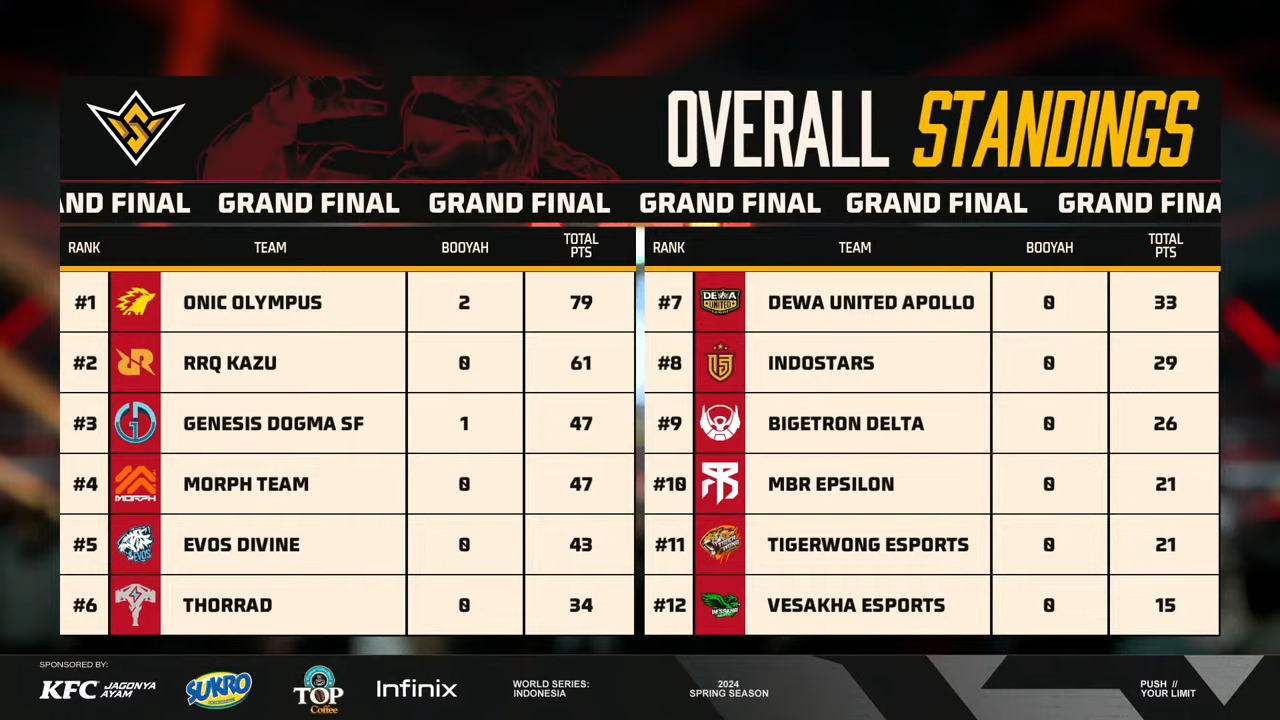 OVERALL STANDINGS
AND FINAL GRAND FINAL GRAND FINAL GRAND FINAL GRAND FINAL GRAND FINA
RANK TEAM BOOYAH TOTAL PTS
#1 ONIC OLYMPUS 2 79
#2 RRQ KAZU 0 61
#3 GENESIS DOGMA SF 1 47
#4 MORPH MORPH TEAM 0 47
#5 EVOS EVOS DIVINE 0 43
#6 THORRAD 0 34
RANK TEAM BOOYAH TOTAL PTS
#7 DEWA UNITED DEWA UNITED APOLLO 0 33
#8 INDOSTARS 0 29
#9 BIGETRON DELTA 0 26
#10 MBR EPSILON 0 21
#11 TIGERWONG ESPORTS 0 21
#12 VESAKHA ESPORTS 0 15
SPONSORED BY:
KFC JAGONYA AYAM
SUKRO
TOP Coffee
Infinix
WORLD SERIES:
INDONESIA
2024
SPRING SEASON
PUSH //
YOUR LIMIT